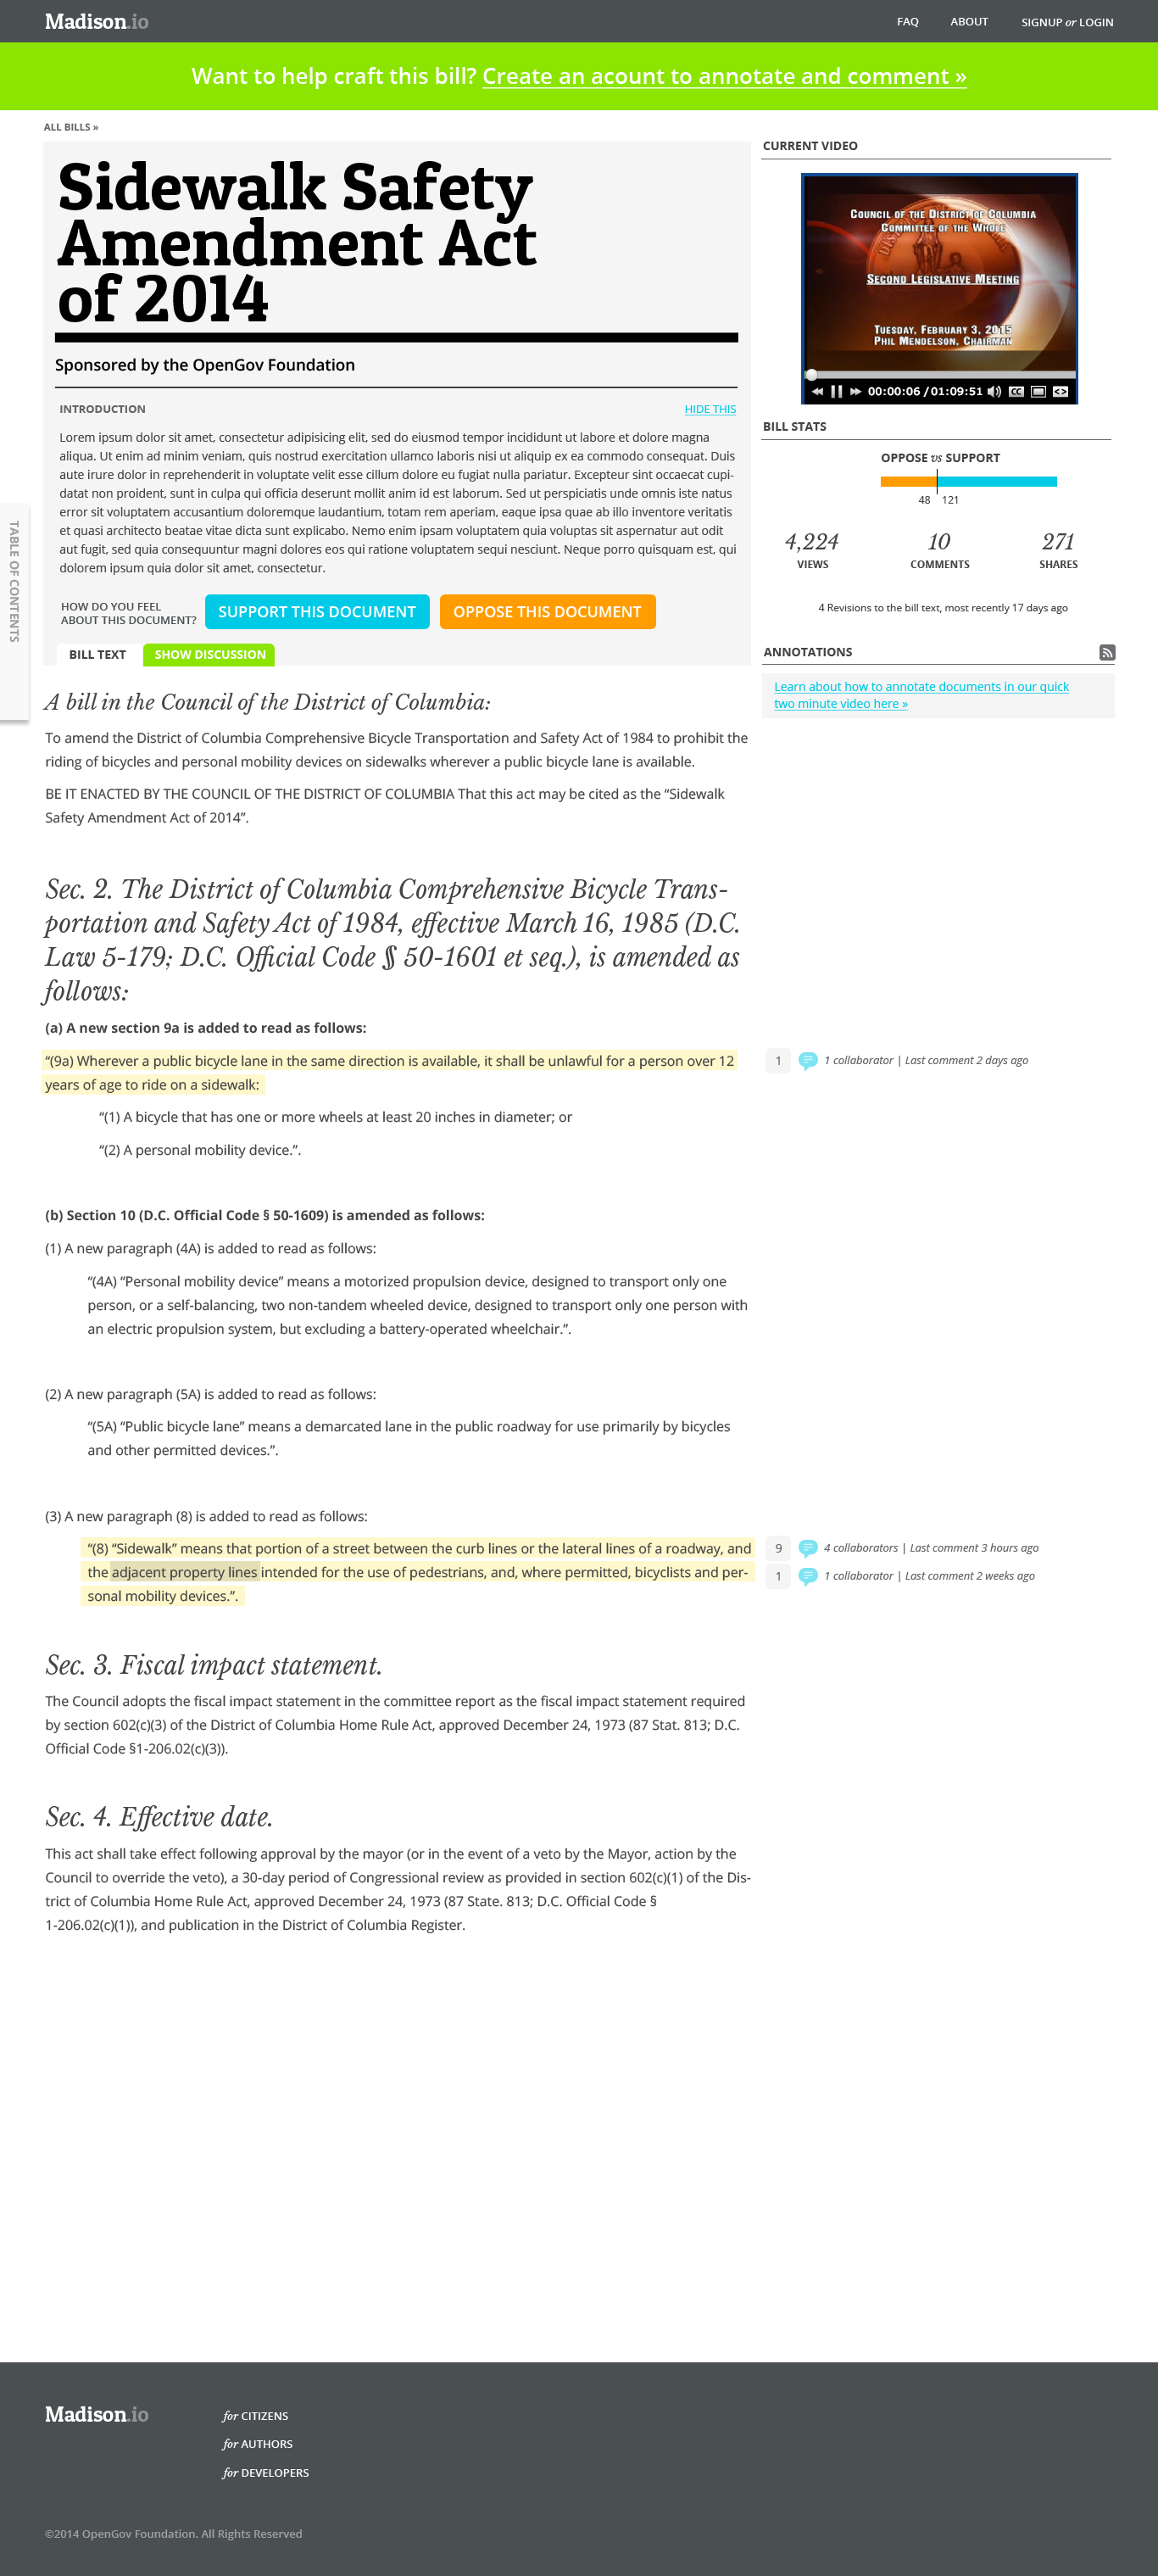 Madison.io
FAQ
ABOUT
SIGNUP or LOGIN
Want to help craft this bill? Create an acount to annotate and comment »
ALL BILLS »
Sidewalk Safety
Amendment Act
of 2014
Sponsored by the OpenGov Foundation
INTRODUCTION
HIDE THIS
Lorem ipsum dolor sit amet, consectetur adipisicing elit, sed do eiusmod tempor incididunt ut labore et dolore magna
aliqua. Ut enim ad minim veniam, quis nostrud exercitation ullamco laboris nisi ut aliquip ex ea commodo consequat. Duis
aute irure dolor in reprehenderit in voluptate velit esse cillum dolore eu fugiat nulla pariatur. Excepteur sint occaecat cupi-
datat non proident, sunt in culpa qui officia deserunt mollit anim id est laborum. Sed ut perspiciatis unde omnis iste natus
error sit voluptatem accusantium doloremque laudantium, totam rem aperiam, eaque ipsa quae ab illo inventore veritatis
et quasi architecto beatae vitae dicta sunt explicabo. Nemo enim ipsam voluptatem quia voluptas sit aspernatur aut odit
aut fugit, sed quia consequuntur magni dolores eos qui ratione voluptatem sequi nesciunt. Neque porro quisquam est, qui
dolorem ipsum quia dolor sit amet, consectetur.
HOW DO YOU FEEL
ABOUT THIS DOCUMENT?
SUPPORT THIS DOCUMENT
OPPOSE THIS DOCUMENT
BILL TEXT
SHOW DISCUSSION
TABLE OF CONTENTS
CURRENT VIDEO
COUNCIL OF THE DISTRICT OF COLUMBIA
COMMITTEE OF THE WHOLE
SECOND LEGISLATIVE MEETING
TUESDAY, FEBRUARY 3, 2015
PHIL MENDELSON, CHAIRMAN
00:00:06 / 01:09:51
CC
BILL STATS
OPPOSE vs SUPPORT
48
121
4,224
VIEWS
10
COMMENTS
271
SHARES
4 Revisions to the bill text, most recently 17 days ago
ANNOTATIONS
Learn about how to annotate documents in our quick
two minute video here »
A bill in the Council of the District of Columbia:
To amend the District of Columbia Comprehensive Bicycle Transportation and Safety Act of 1984 to prohibit the
riding of bicycles and personal mobility devices on sidewalks wherever a public bicycle lane is available.
BE IT ENACTED BY THE COUNCIL OF THE DISTRICT OF COLUMBIA That this act may be cited as the “Sidewalk
Safety Amendment Act of 2014”.
Sec. 2. The District of Columbia Comprehensive Bicycle Trans-
portation and Safety Act of 1984, effective March 16, 1985 (D.C.
Law 5-179; D.C. Official Code § 50-1601 et seq.), is amended as
follows:
(a) A new section 9a is added to read as follows:
“(9a) Wherever a public bicycle lane in the same direction is available, it shall be unlawful for a person over 12
years of age to ride on a sidewalk:
1
1 collaborator | Last comment 2 days ago
“(1) A bicycle that has one or more wheels at least 20 inches in diameter; or
“(2) A personal mobility device.”.
(b) Section 10 (D.C. Official Code § 50-1609) is amended as follows:
(1) A new paragraph (4A) is added to read as follows:
“(4A) “Personal mobility device” means a motorized propulsion device, designed to transport only one
person, or a self-balancing, two non-tandem wheeled device, designed to transport only one person with
an electric propulsion system, but excluding a battery-operated wheelchair.”.
(2) A new paragraph (5A) is added to read as follows:
“(5A) “Public bicycle lane” means a demarcated lane in the public roadway for use primarily by bicycles
and other permitted devices.”.
(3) A new paragraph (8) is added to read as follows:
“(8) “Sidewalk” means that portion of a street between the curb lines or the lateral lines of a roadway, and
the adjacent property lines intended for the use of pedestrians, and, where permitted, bicyclists and per-
sonal mobility devices.”.
9
4 collaborators | Last comment 3 hours ago
1
1 collaborator | Last comment 2 weeks ago
Sec. 3. Fiscal impact statement.
The Council adopts the fiscal impact statement in the committee report as the fiscal impact statement required
by section 602(c)(3) of the District of Columbia Home Rule Act, approved December 24, 1973 (87 Stat. 813; D.C.
Official Code §1-206.02(c)(3)).
Sec. 4. Effective date.
This act shall take effect following approval by the mayor (or in the event of a veto by the Mayor, action by the
Council to override the veto), a 30-day period of Congressional review as provided in section 602(c)(1) of the Dis-
trict of Columbia Home Rule Act, approved December 24, 1973 (87 State. 813; D.C. Official Code §
1-206.02(c)(1)), and publication in the District of Columbia Register.
Madison.io
for CITIZENS
for AUTHORS
for DEVELOPERS
©2014 OpenGov Foundation. All Rights Reserved